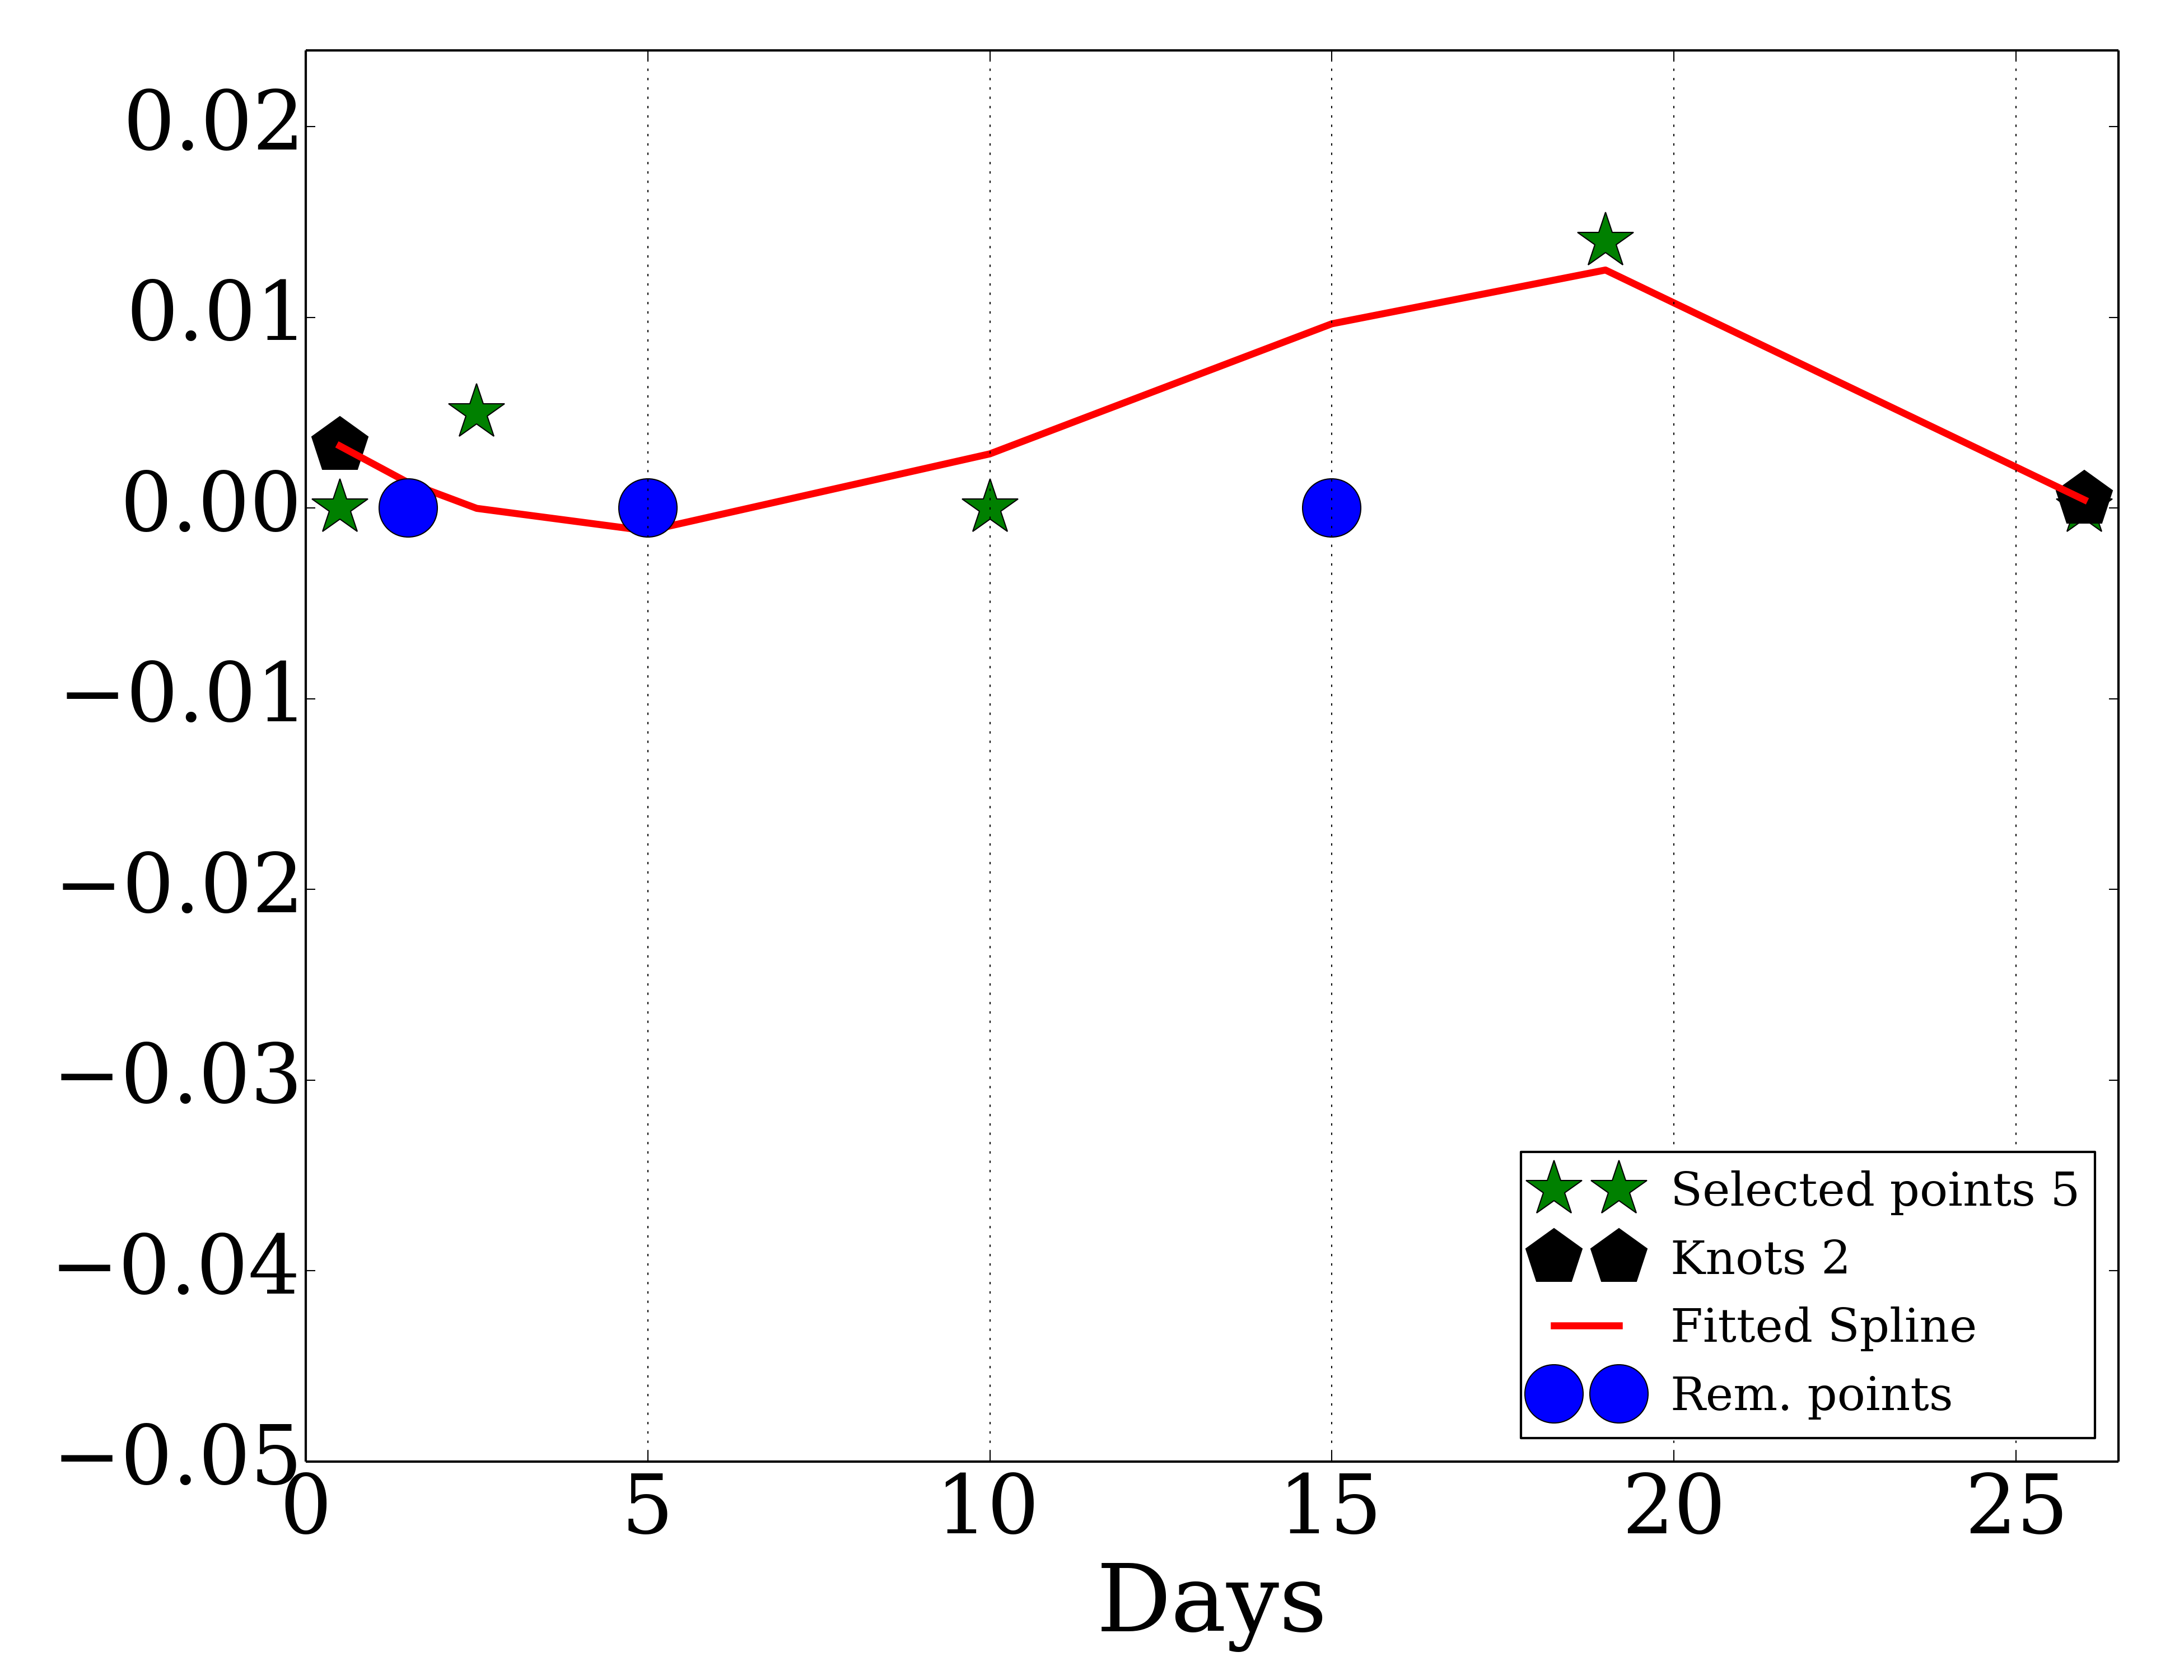 0.02
0.01
0.00
−0.01
−0.02
−0.03
−0.04
−0.05
0 5 10 15 20 25
Days
Selected points 5
Knots 2
Fitted Spline
Rem. points